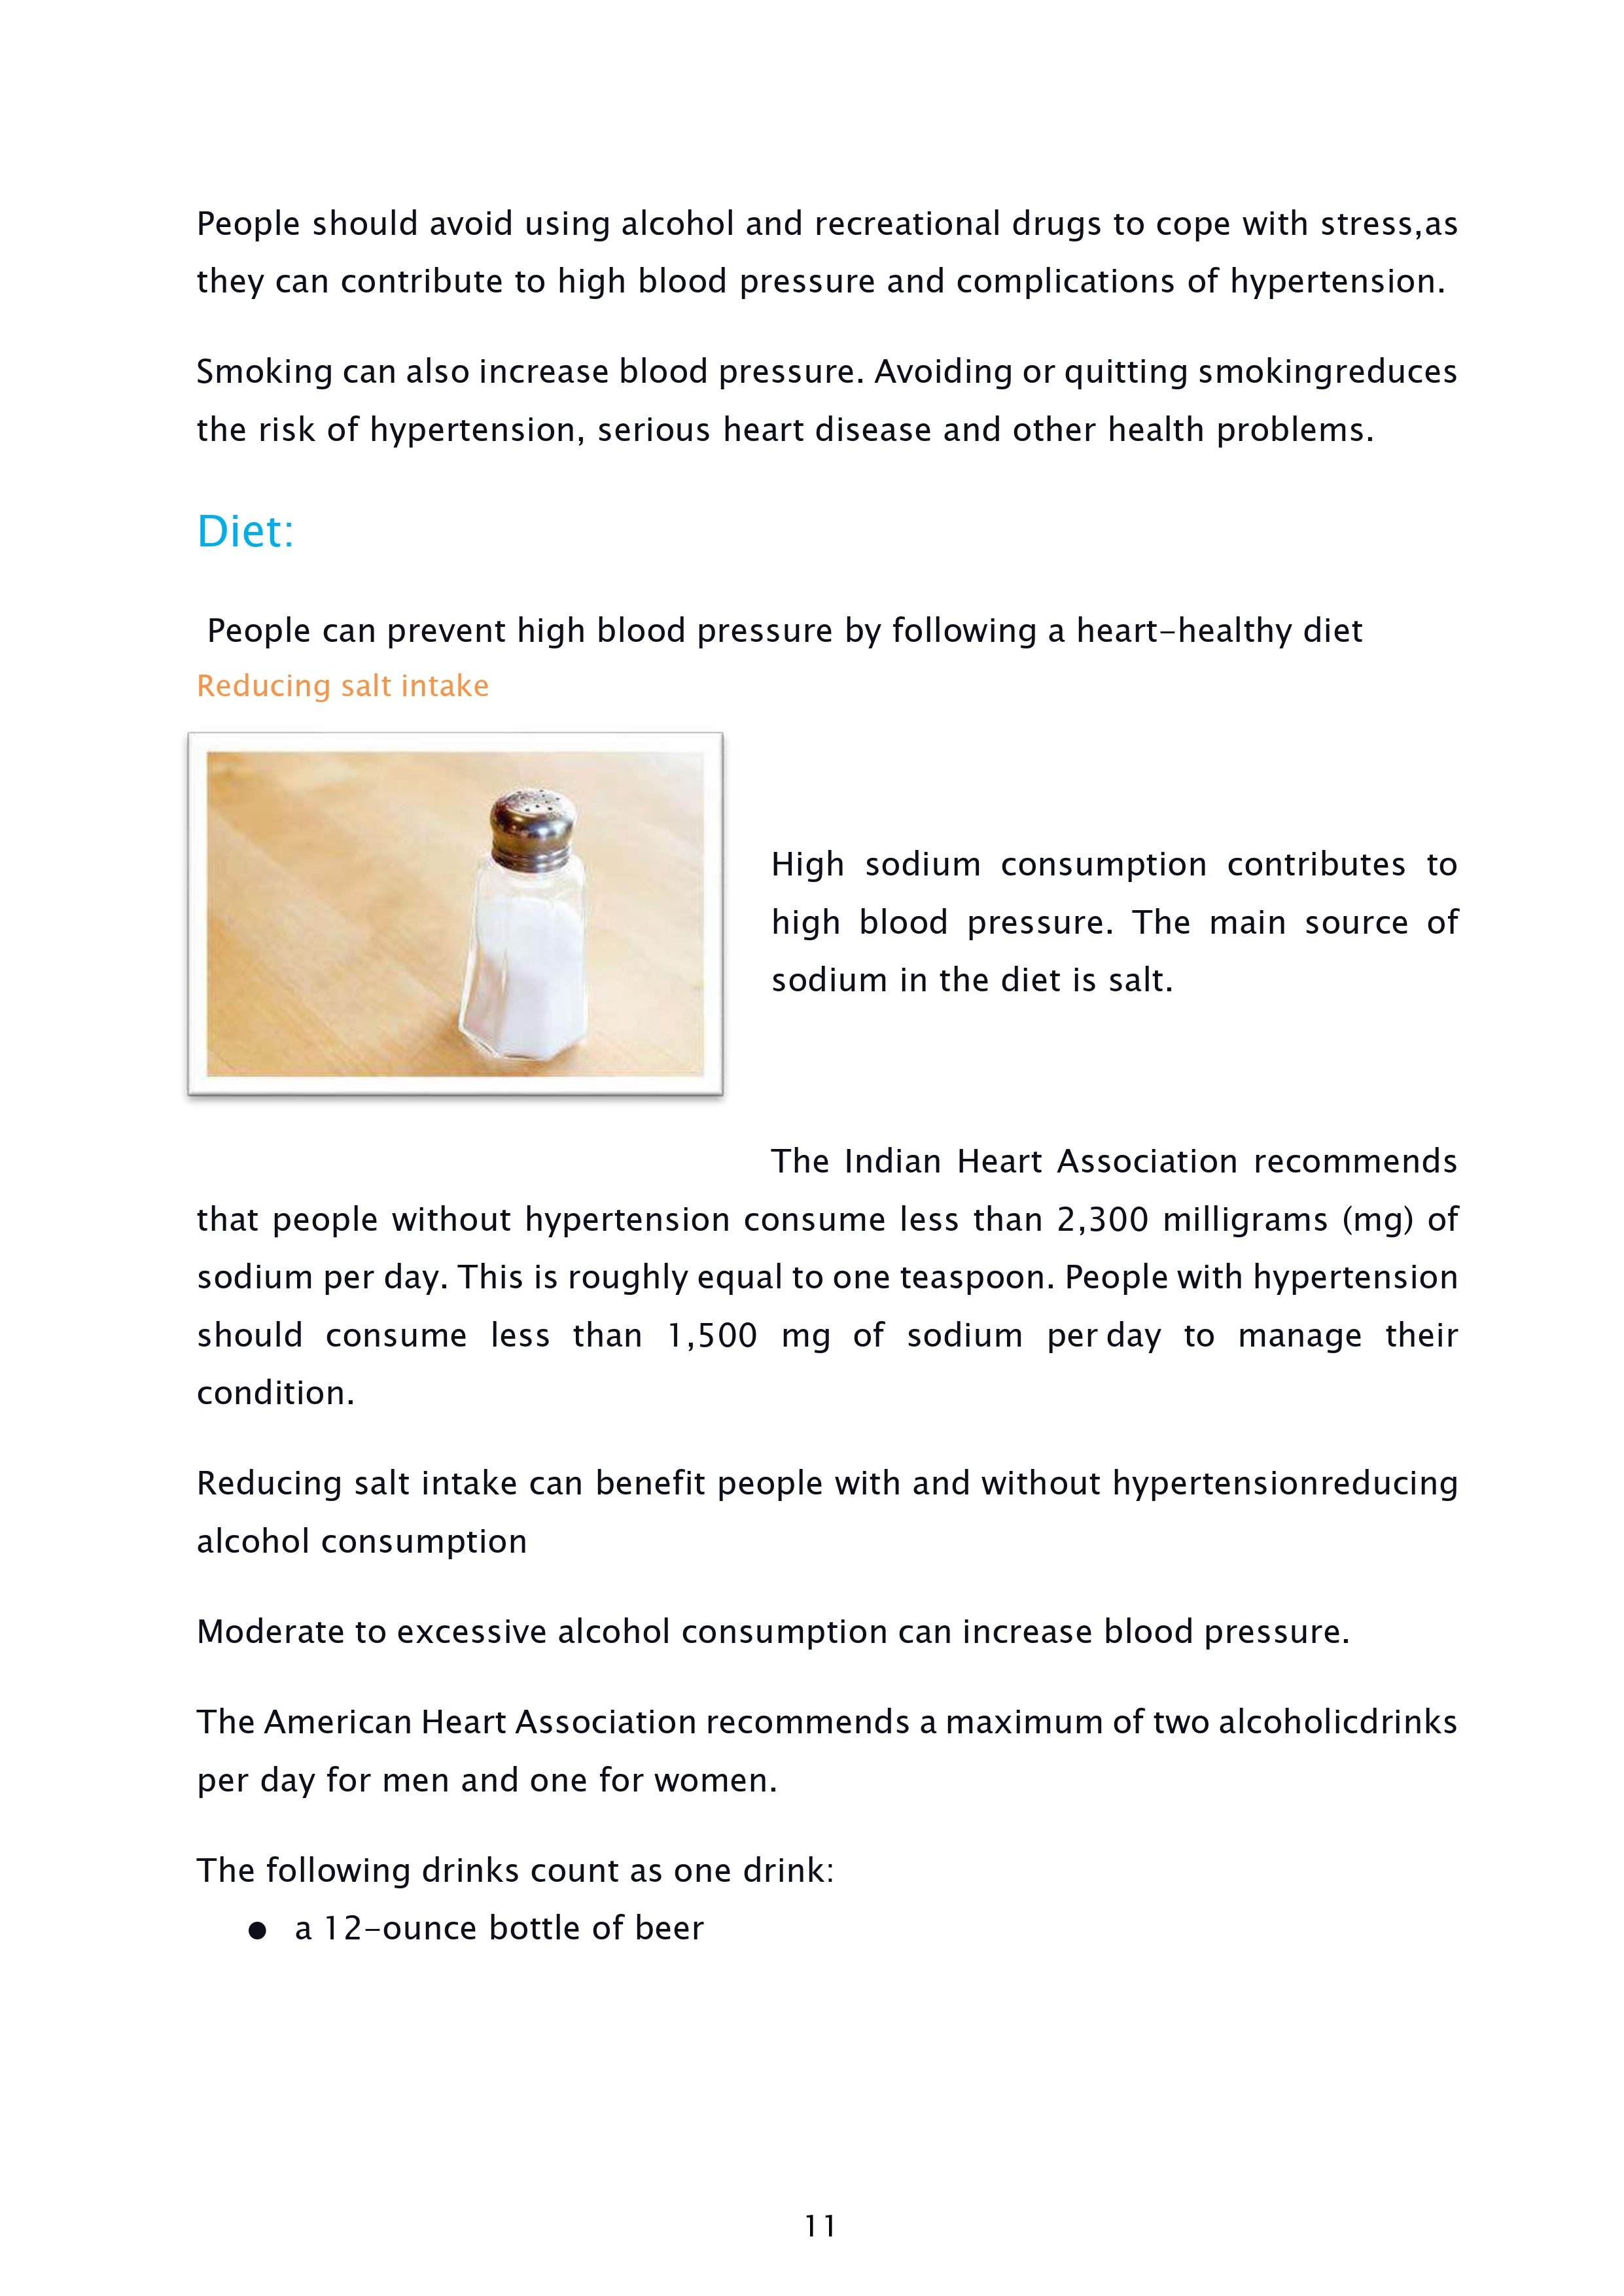 People should avoid using alcohol and recreational drugs to cope with stress,as
they can contribute to high blood pressure and complications of hypertension.
Smoking can also increase blood pressure. Avoiding or quitting smokingreduces
the risk of hypertension, serious heart disease and other health problems.
Diet:
People can prevent high blood pressure by following a heart-healthy diet
Reducing salt intake
High sodium consumption contributes to
high blood pressure. The main source of
sodium in the diet is salt.
The Indian Heart Association recommends
that people without hypertension consume less than 2,300 milligrams (mg) of
sodium per day. This is roughly equal to one teaspoon. People with hypertension
should consume less than 1,500 mg of sodium per day to manage their
condition.
Reducing salt intake can benefit people with and without hypertensionreducing
alcohol consumption
Moderate to excessive alcohol consumption can increase blood pressure.
The American Heart Association recommends a maximum of two alcoholicdrinks
per day for men and one for women.
The following drinks count as one drink:
● a 12-ounce bottle of beer
11